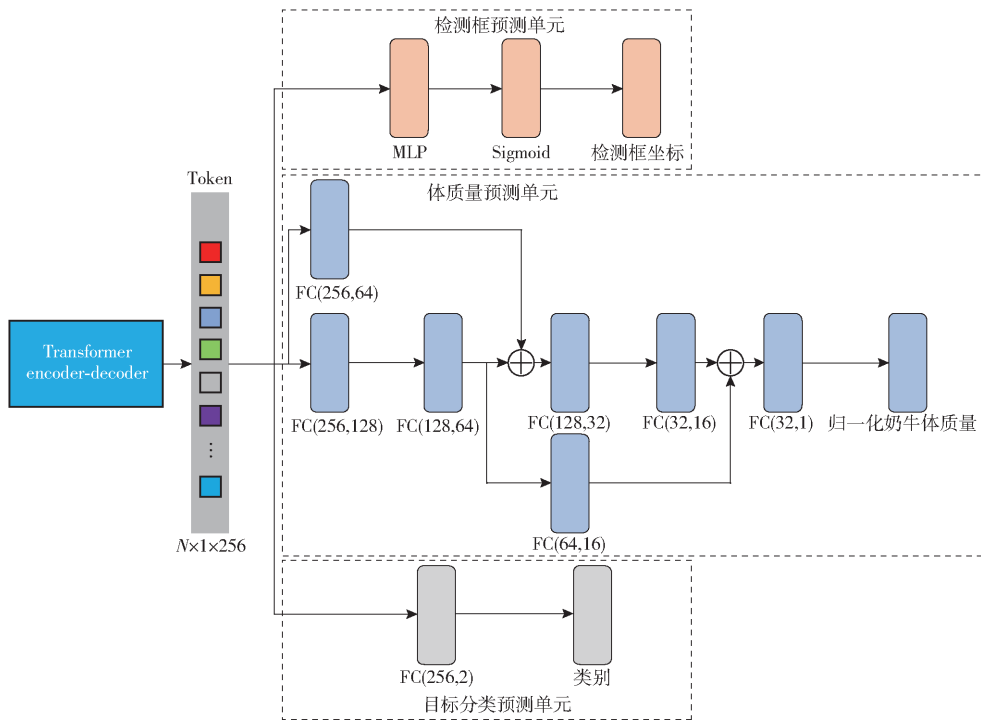 检测框预测单元
MLP
Sigmoid
检测框坐标
Token
体质量预测单元
FC(256,64)
Transformer
encoder-decoder
FC(256,128)
FC(128,64)
FC(128,32)
FC(32,16)
FC(32,1)
归一化奶牛体质量
⋮
N×1×256
FC(64,16)
FC(256,2)
类别
目标分类预测单元